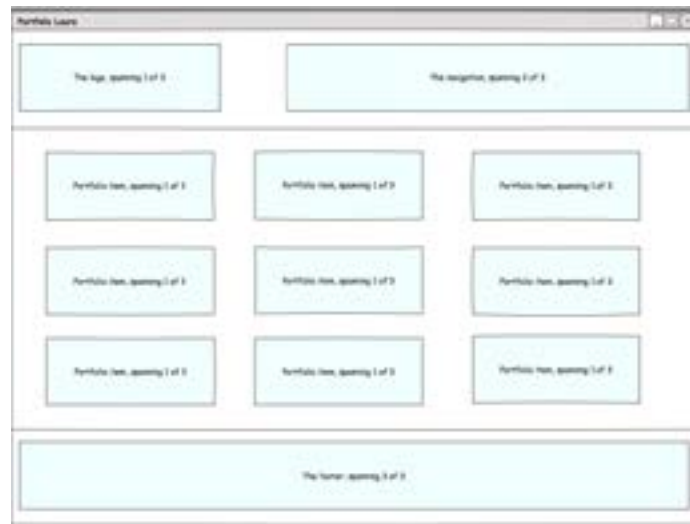 Portfolio Laura
The logo, spanning 1 of 3
The navigation, spanning 2 of 3
Portfolio item, spanning 1 of 3
Portfolio item, spanning 1 of 3
Portfolio item, spanning 1 of 3
Portfolio item, spanning 1 of 3
Portfolio item, spanning 1 of 3
Portfolio item, spanning 1 of 3
Portfolio item, spanning 1 of 3
Portfolio item, spanning 1 of 3
Portfolio item, spanning 1 of 3
The footer, spanning 3 of 3